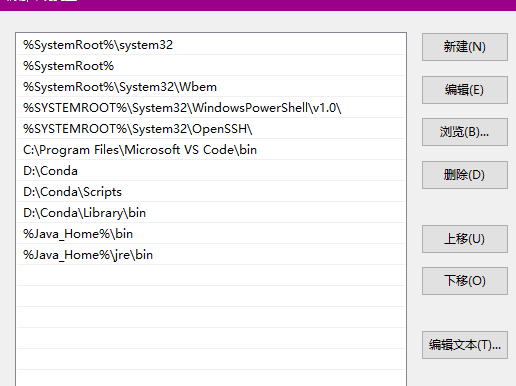 %SystemRoot%\system32
%SystemRoot%
%SystemRoot%\System32\Wbem
%SYSTEMROOT%\System32\WindowsPowerShell\v1.0\
%SYSTEMROOT%\System32\OpenSSH\
C:\Program Files\Microsoft VS Code\bin
D:\Conda
D:\Conda\Scripts
D:\Conda\Library\bin
%Java_Home%\bin
%Java_Home%\jre\bin
新建(N)
编辑(E)
浏览(B)...
删除(D)
上移(U)
下移(O)
编辑文本(T)...